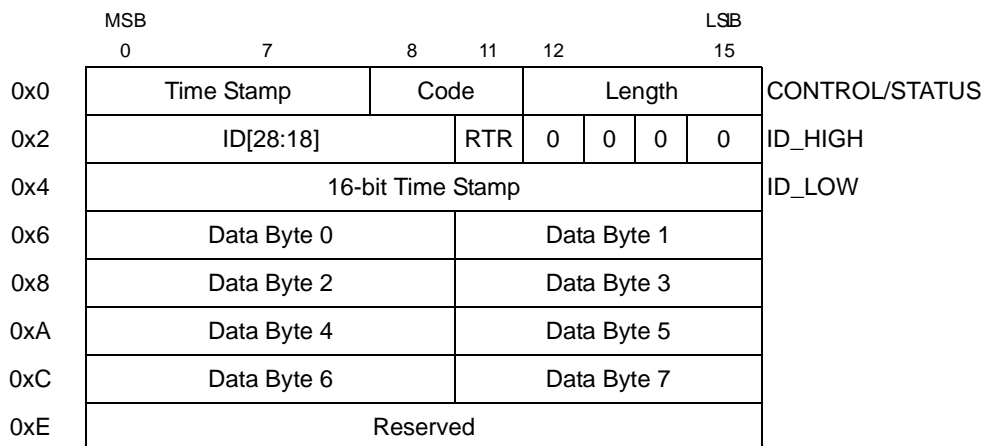 MSB LSB
0 7 8 11 12 15
0x0 Time Stamp Code Length CONTROL/STATUS
0x2 ID[28:18] RTR 0 0 0 0 ID_HIGH
0x4 16-bit Time Stamp ID_LOW
0x6 Data Byte 0 Data Byte 1
0x8 Data Byte 2 Data Byte 3
0xA Data Byte 4 Data Byte 5
0xC Data Byte 6 Data Byte 7
0xE Reserved